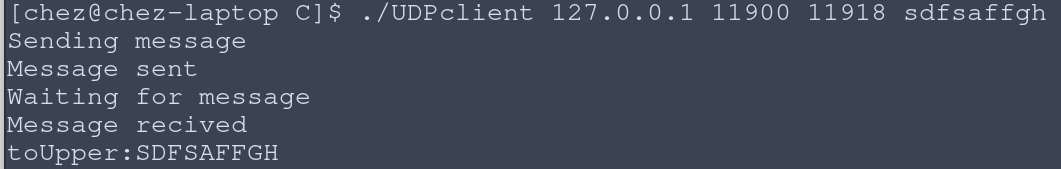 [chez@chez-laptop C]$ ./UDPclient 127.0.0.1 11900 11918 sdfsaffgh
Sending message
Message sent
Waiting for message
Message recived
toUpper:SDFSAFFGH